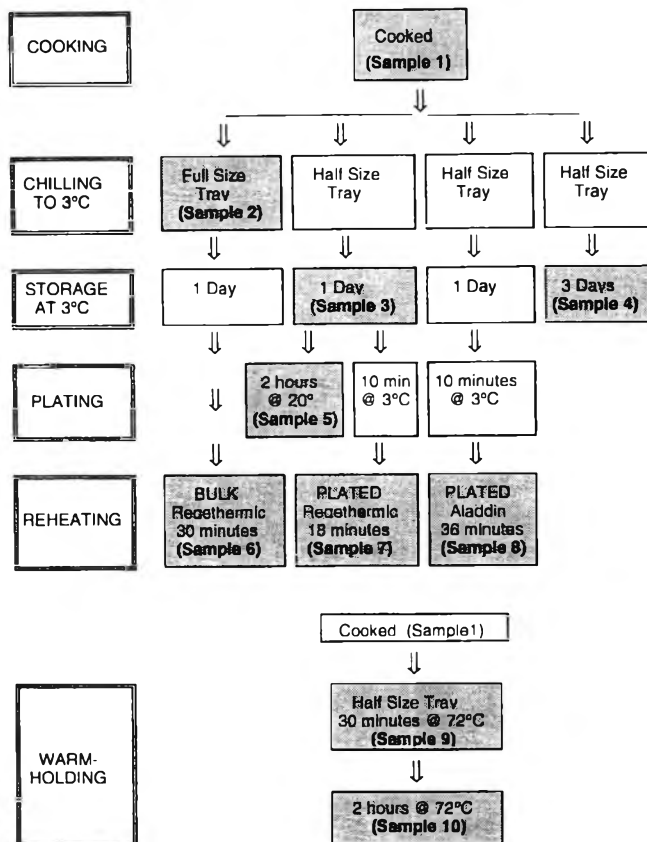 COOKING
Cooked
(Sample 1)
CHILLING
TO 3°C
Full Size
Tray
(Sample 2)
Half Size
Tray
Half Size
Tray
Half Size
Tray
STORAGE
AT 3°C
1 Day
1 Day
(Sample 3)
1 Day
3 Days
(Sample 4)
PLATING
2 hours
@ 20°
(Sample 5)
10 min
@ 3°C
10 minutes
@ 3°C
REHEATING
BULK
Regethermic
30 minutes
(Sample 6)
PLATED
Regethermic
18 minutes
(Sample 7)
PLATED
Aladdin
36 minutes
(Sample 8)
Cooked (Sample1)
WARM-
HOLDING
Half Size Tray
30 minutes @ 72°C
(Sample 9)
2 hours @ 72°C
(Sample 10)